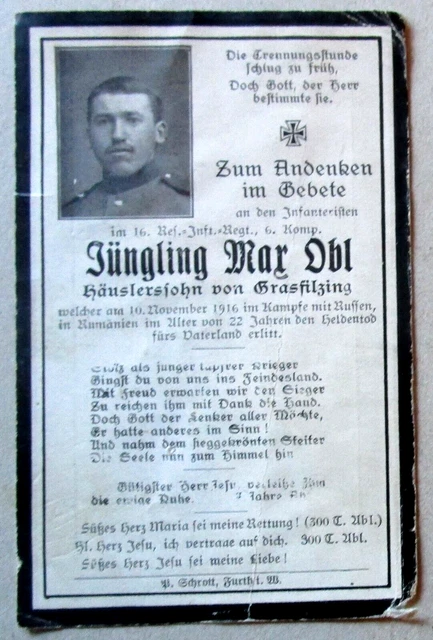 Die Trennungsstunde
schlug zu früh,
Doch Gott, der Herr
bestimmte sie.
Zum Andenken
im Gebete
an den Infanteristen
im 16. Res.-Inft.-Regt., 6. Komp.
Jüngling Max Obl
Häuslerssohn von Grasfilzing
welcher am 10. November 1916 im Kampfe mit Russen,
in Rumänien im Alter von 22 Jahren den Heldentod
fürs Vaterland erlitt.
Stolz als junger tapfrer Krieger
Gingst du von uns ins Feindesland.
Mit Freud erwarten wir den Sieger
Zu reichen ihm mit Dank die Hand.
Doch Gott der Lenker aller Mächte,
Er hatte anderes im Sinn!
Und nahm dem sieggekrönten Streiter
Die Seele nun zum Himmel hin
Gütigster Herr Jesu, verleihe ihm
die ewige Ruhe. 7 Jahre
Süßes Herz Maria sei meine Rettung! (300 T. Abl.)
Hl. Herz Jesu, ich vertraue auf dich. 300 T. Abl.
Süßes Herz Jesu sei meine Liebe!
P. Schrott, Furth i. W.